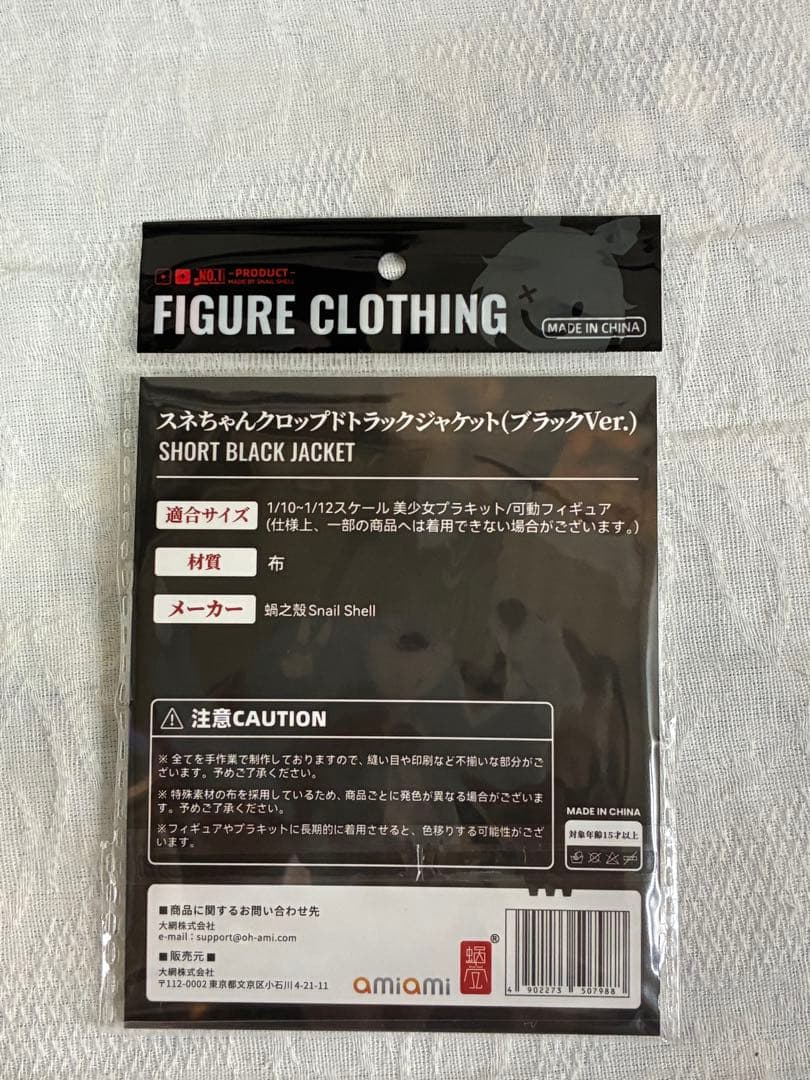 No.1 -PRODUCT-
MADE BY SNAIL SHELL
FIGURE CLOTHING
MADE IN CHINA
スネちゃんクロップドトラックジャケット(ブラックVer.)
SHORT BLACK JACKET
適合サイズ
1/10~1/12スケール 美少女プラキット/可動フィギュア
(仕様上、一部の商品へは着用できない場合がございます。)
材質 布
メーカー 蝸之殻Snail Shell
⚠ 注意CAUTION
※ 全てを手作業で制作しておりますので、縫い目や印刷など不揃いな部分がご
ざいます。予めご了承ください。
※ 特殊素材の布を採用しているため、商品ごとに発色が異なる場合がございま
す。予めご了承ください。
※フィギュアやプラキットに長期的に着用させると、色移りする可能性がござ
います。
MADE IN CHINA
対象年齢15才以上
■商品に関するお問い合わせ先
大網株式会社
e-mail : support@oh-ami.com
■販売元■
大網株式会社
〒112-0002 東京都文京区小石川4-21-11
amiami
®
4 902273 507988